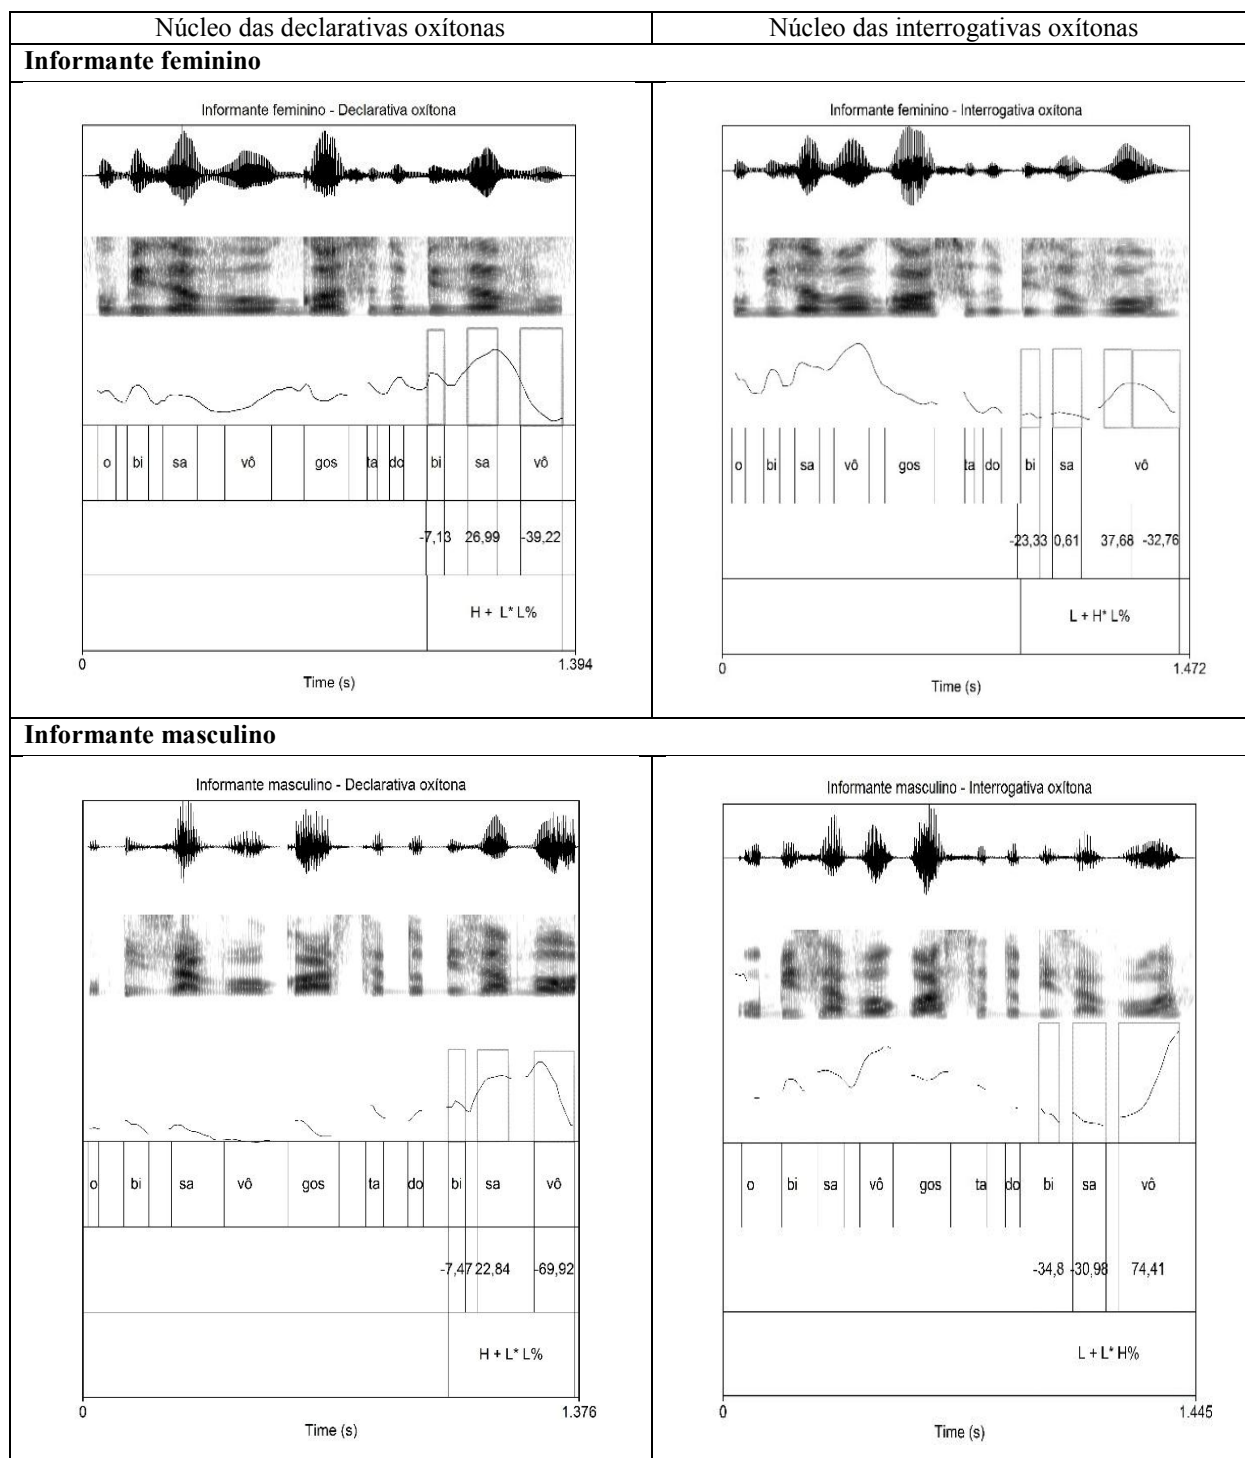 Núcleo das declarativas oxítonas
Núcleo das interrogativas oxítonas
Informante feminino
Informante feminino - Declarativa oxítona
o bi sa vô gos ta do bi sa vô
-7,13 26,99 -39,22
H + L* L%
0 1.394
Time (s)
Informante feminino - Interrogativa oxítona
o bi sa vô gos ta do bi sa vô
-23,33 0,61 37,68 -32,76
L + H* L%
0 1.472
Time (s)
Informante masculino
Informante masculino - Declarativa oxítona
o bi sa vô gos ta do bi sa vô
-7,47 22,84 -69,92
H + L* L%
0 1.376
Time (s)
Informante masculino - Interrogativa oxítona
o bi sa vô gos ta do bi sa vô
-34,8 -30,98 74,41
L + L* H%
0 1.445
Time (s)